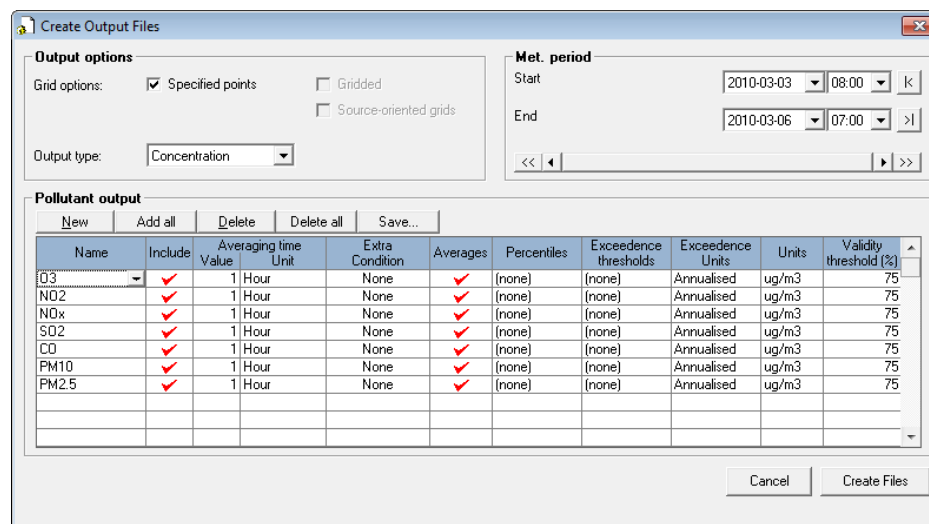 Create Output Files
Output options
Grid options:
Specified points
Gridded
Source-oriented grids
Output type:
Concentration
Met. period
Start
2010-03-03 08:00
End
2010-03-06 07:00
Pollutant output
New Add all Delete Delete all Save...
Name Include Averaging time Value Unit Extra Condition Averages Percentiles Exceedence thresholds Exceedence Units Units Validity threshold (%)
O3 1 Hour None (none) (none) Annualised ug/m3 75
NO2 1 Hour None (none) (none) Annualised ug/m3 75
NOx 1 Hour None (none) (none) Annualised ug/m3 75
SO2 1 Hour None (none) (none) Annualised ug/m3 75
CO 1 Hour None (none) (none) Annualised ug/m3 75
PM10 1 Hour None (none) (none) Annualised ug/m3 75
PM2.5 1 Hour None (none) (none) Annualised ug/m3 75
Cancel Create Files